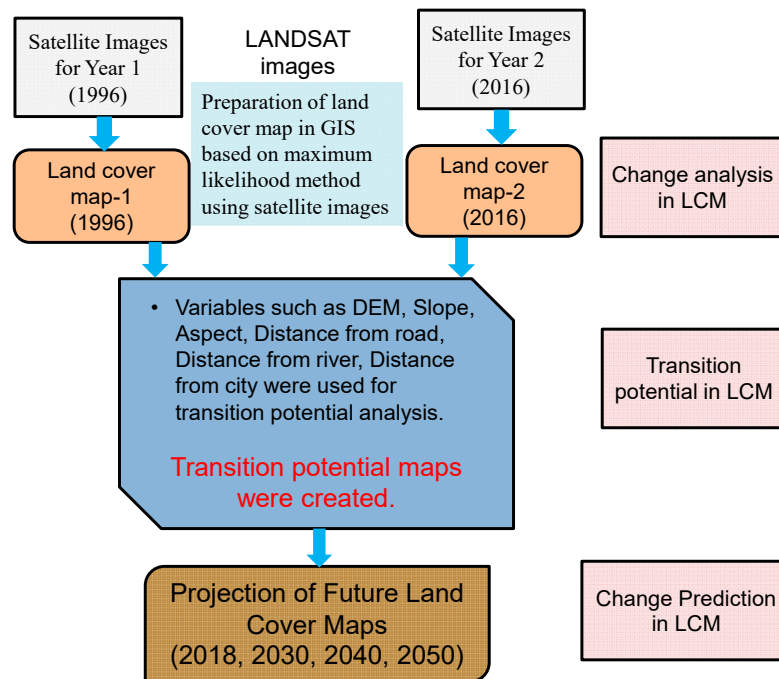 Satellite Images
for Year 1
(1996)
LANDSAT
images
Satellite Images
for Year 2
(2016)
Preparation of land
cover map in GIS
based on maximum
likelihood method
using satellite images
Land cover
map-1
(1996)
Land cover
map-2
(2016)
Change analysis
in LCM
• Variables such as DEM, Slope,
Aspect, Distance from road,
Distance from river, Distance
from city were used for
transition potential analysis.
Transition potential maps
were created.
Transition
potential in LCM
Projection of Future Land
Cover Maps
(2018, 2030, 2040, 2050)
Change Prediction
in LCM